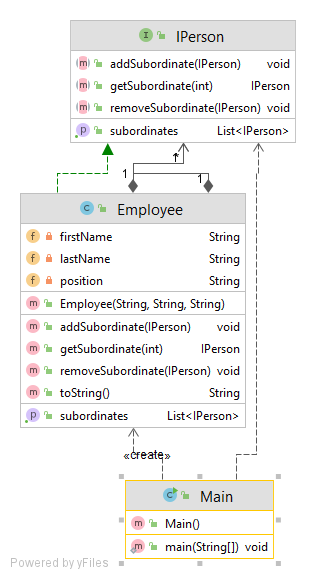 IPerson
addSubordinate(IPerson) void
getSubordinate(int) IPerson
removeSubordinate(IPerson) void
subordinates List<IPerson>
*
1 1
Employee
firstName String
lastName String
position String
Employee(String, String, String)
addSubordinate(IPerson) void
getSubordinate(int) IPerson
removeSubordinate(IPerson) void
toString() String
subordinates List<IPerson>
«create»
Main
Main()
main(String[]) void
Powered by yFiles